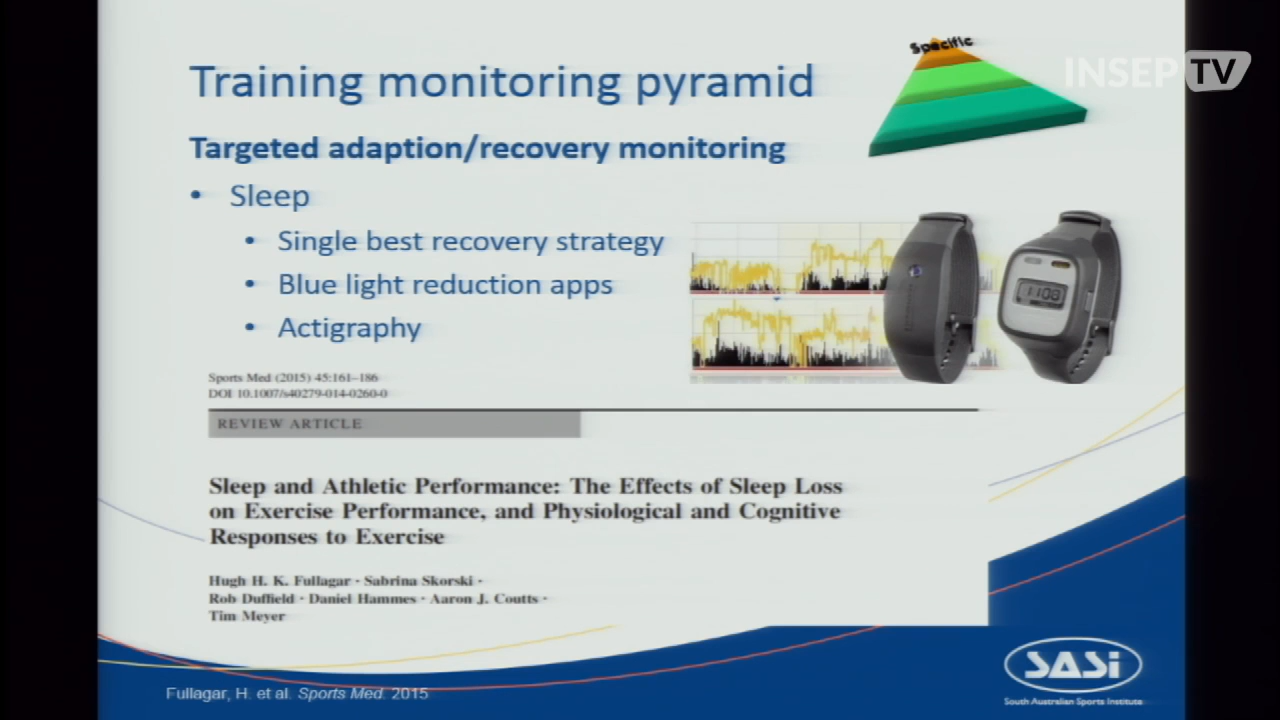 Specific
INSEP TV
Training monitoring pyramid
Targeted adaption/recovery monitoring
• Sleep
• Single best recovery strategy
• Blue light reduction apps
• Actigraphy
1108
Sports Med (2015) 45:161–186
DOI 10.1007/s40279-014-0260-0
REVIEW ARTICLE
Sleep and Athletic Performance: The Effects of Sleep Loss
on Exercise Performance, and Physiological and Cognitive
Responses to Exercise
Hugh H. K. Fullagar · Sabrina Skorski ·
Rob Duffield · Daniel Hammes · Aaron J. Coutts ·
Tim Meyer
SASi
South Australian Sports Institute
Fullagar, H. et al. Sports Med. 2015